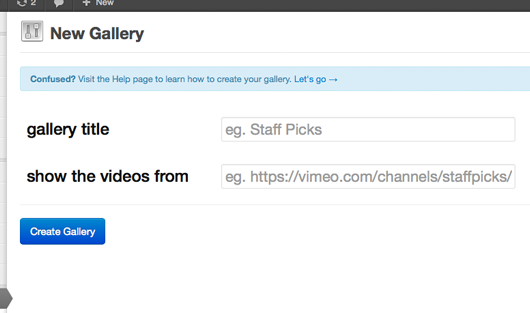 2 + New
New Gallery
Confused? Visit the Help page to learn how to create your gallery. Let's go →
gallery title
eg. Staff Picks
show the videos from
eg. https://vimeo.com/channels/staffpicks/
Create Gallery